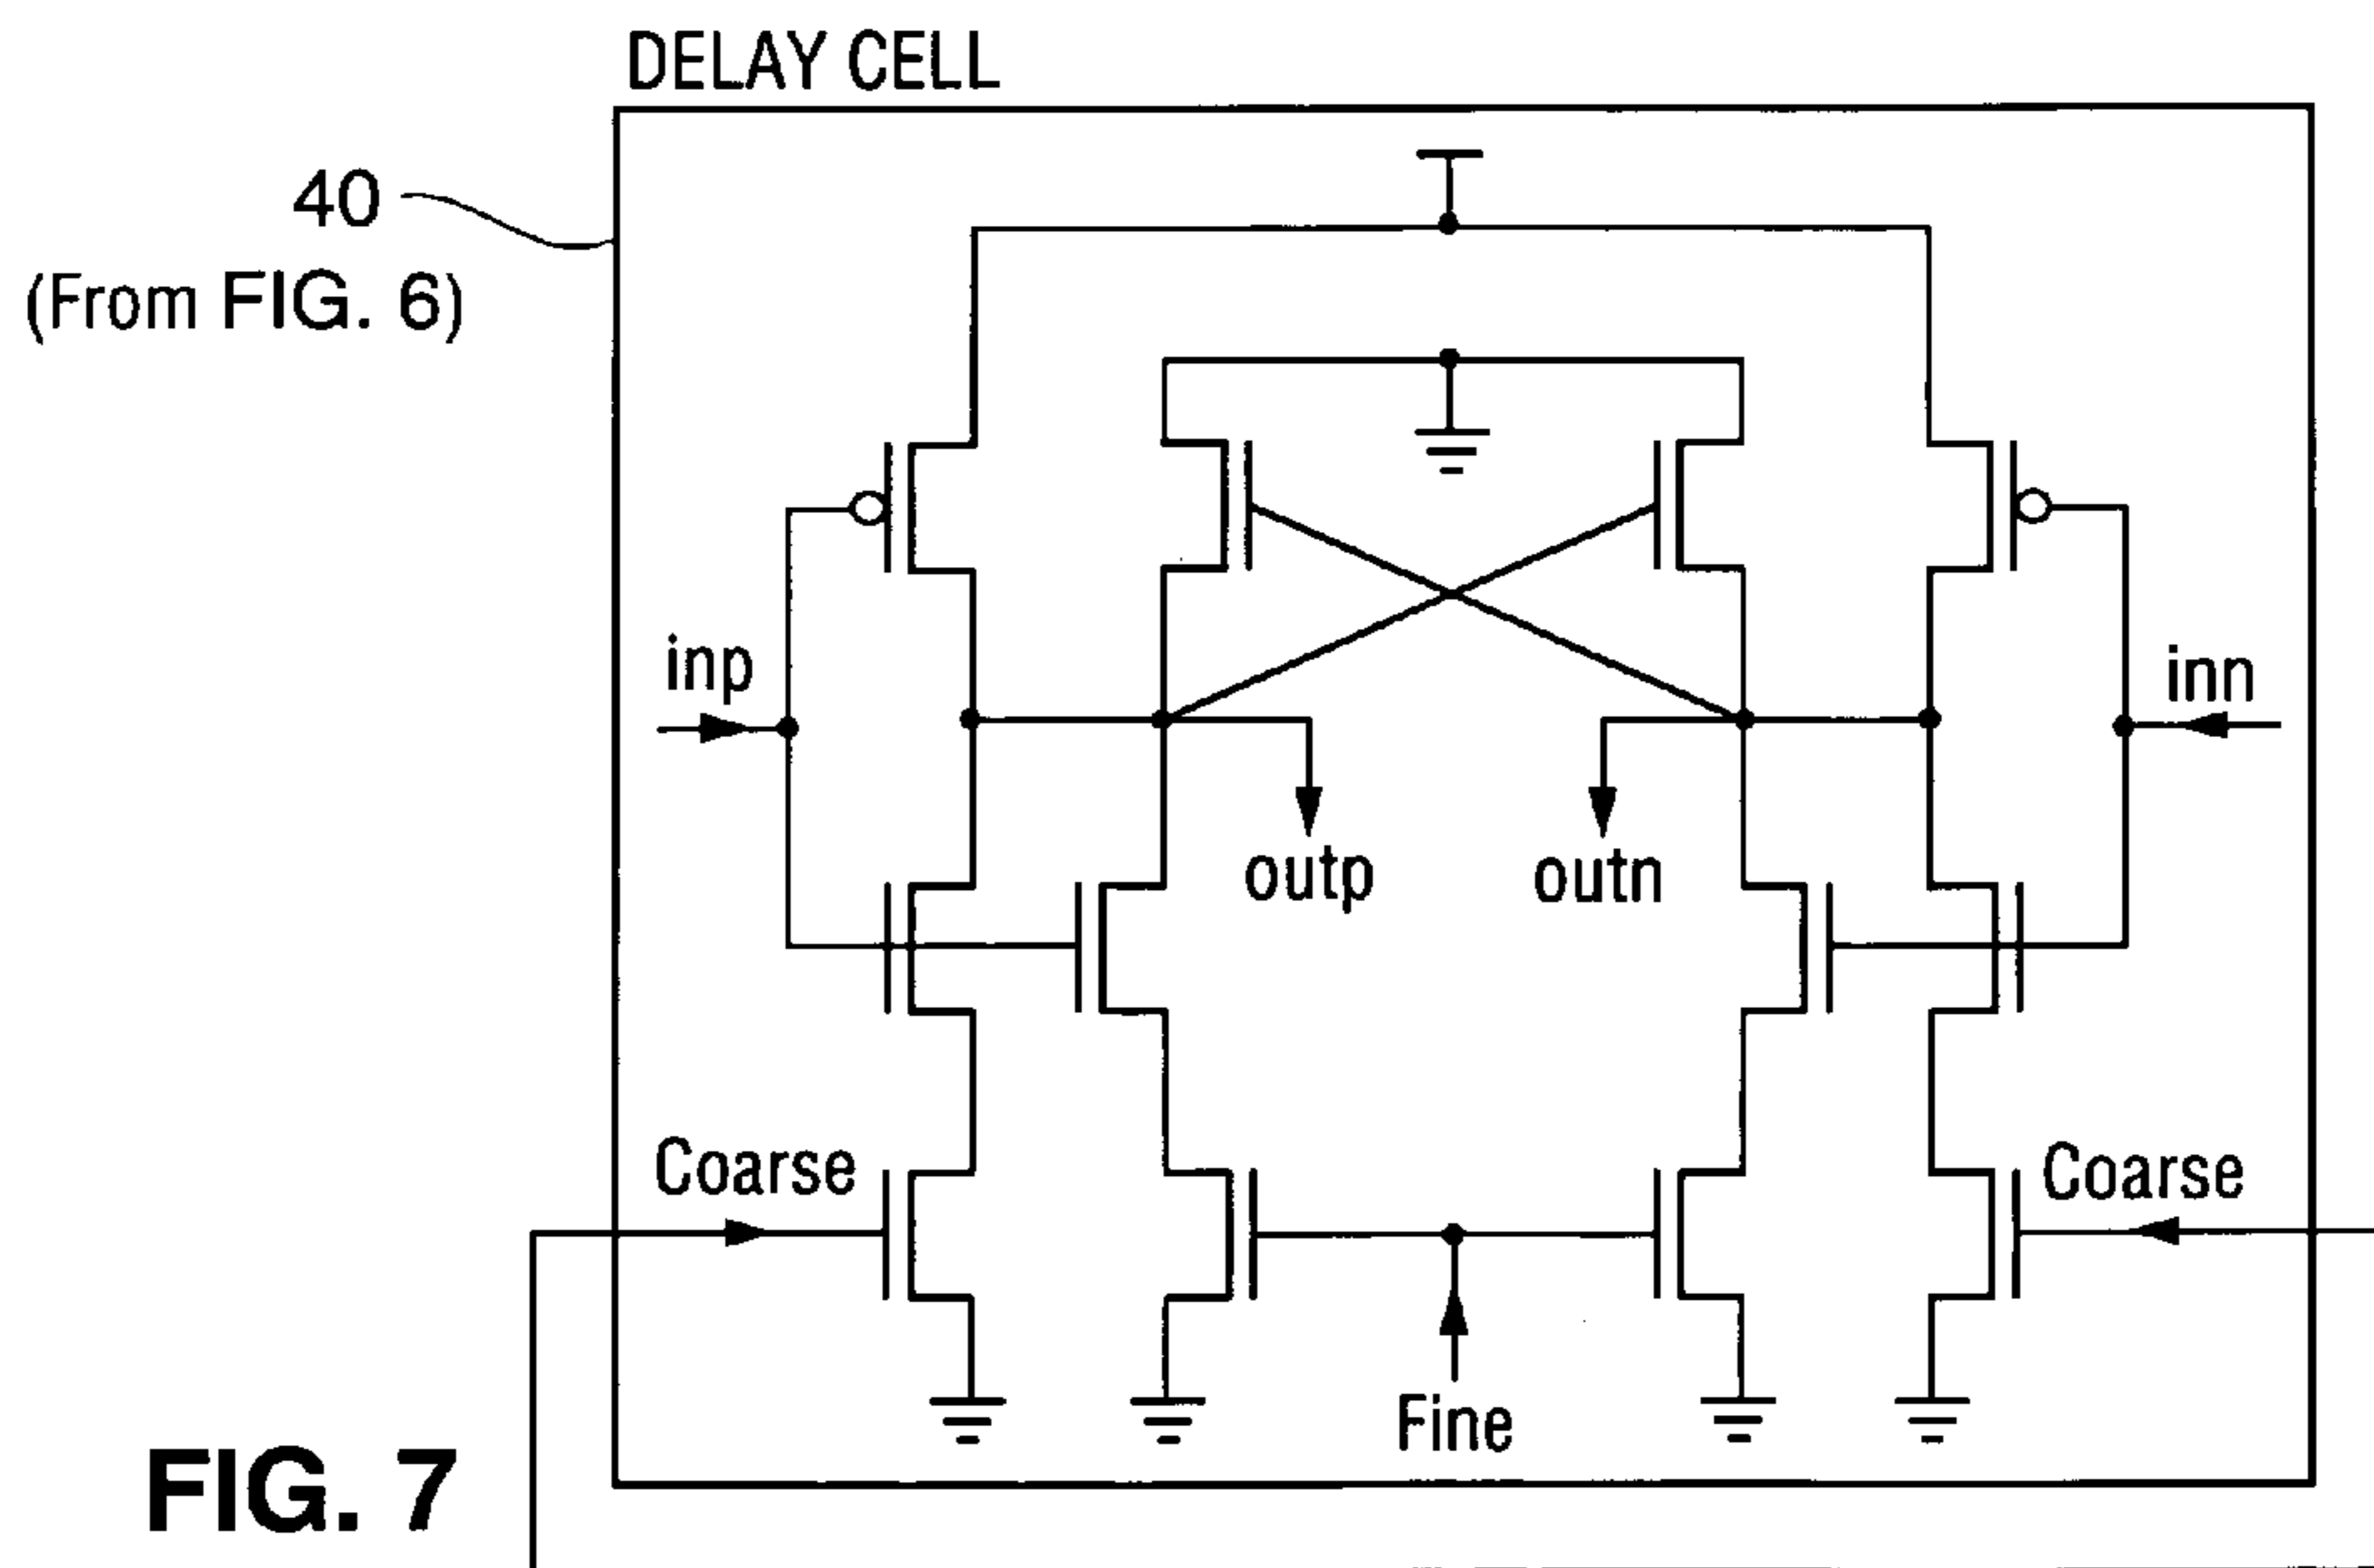 DELAY CELL
40
(From FIG. 6)
inp
inn
outp
outn
Coarse
Coarse
Fine
FIG. 7